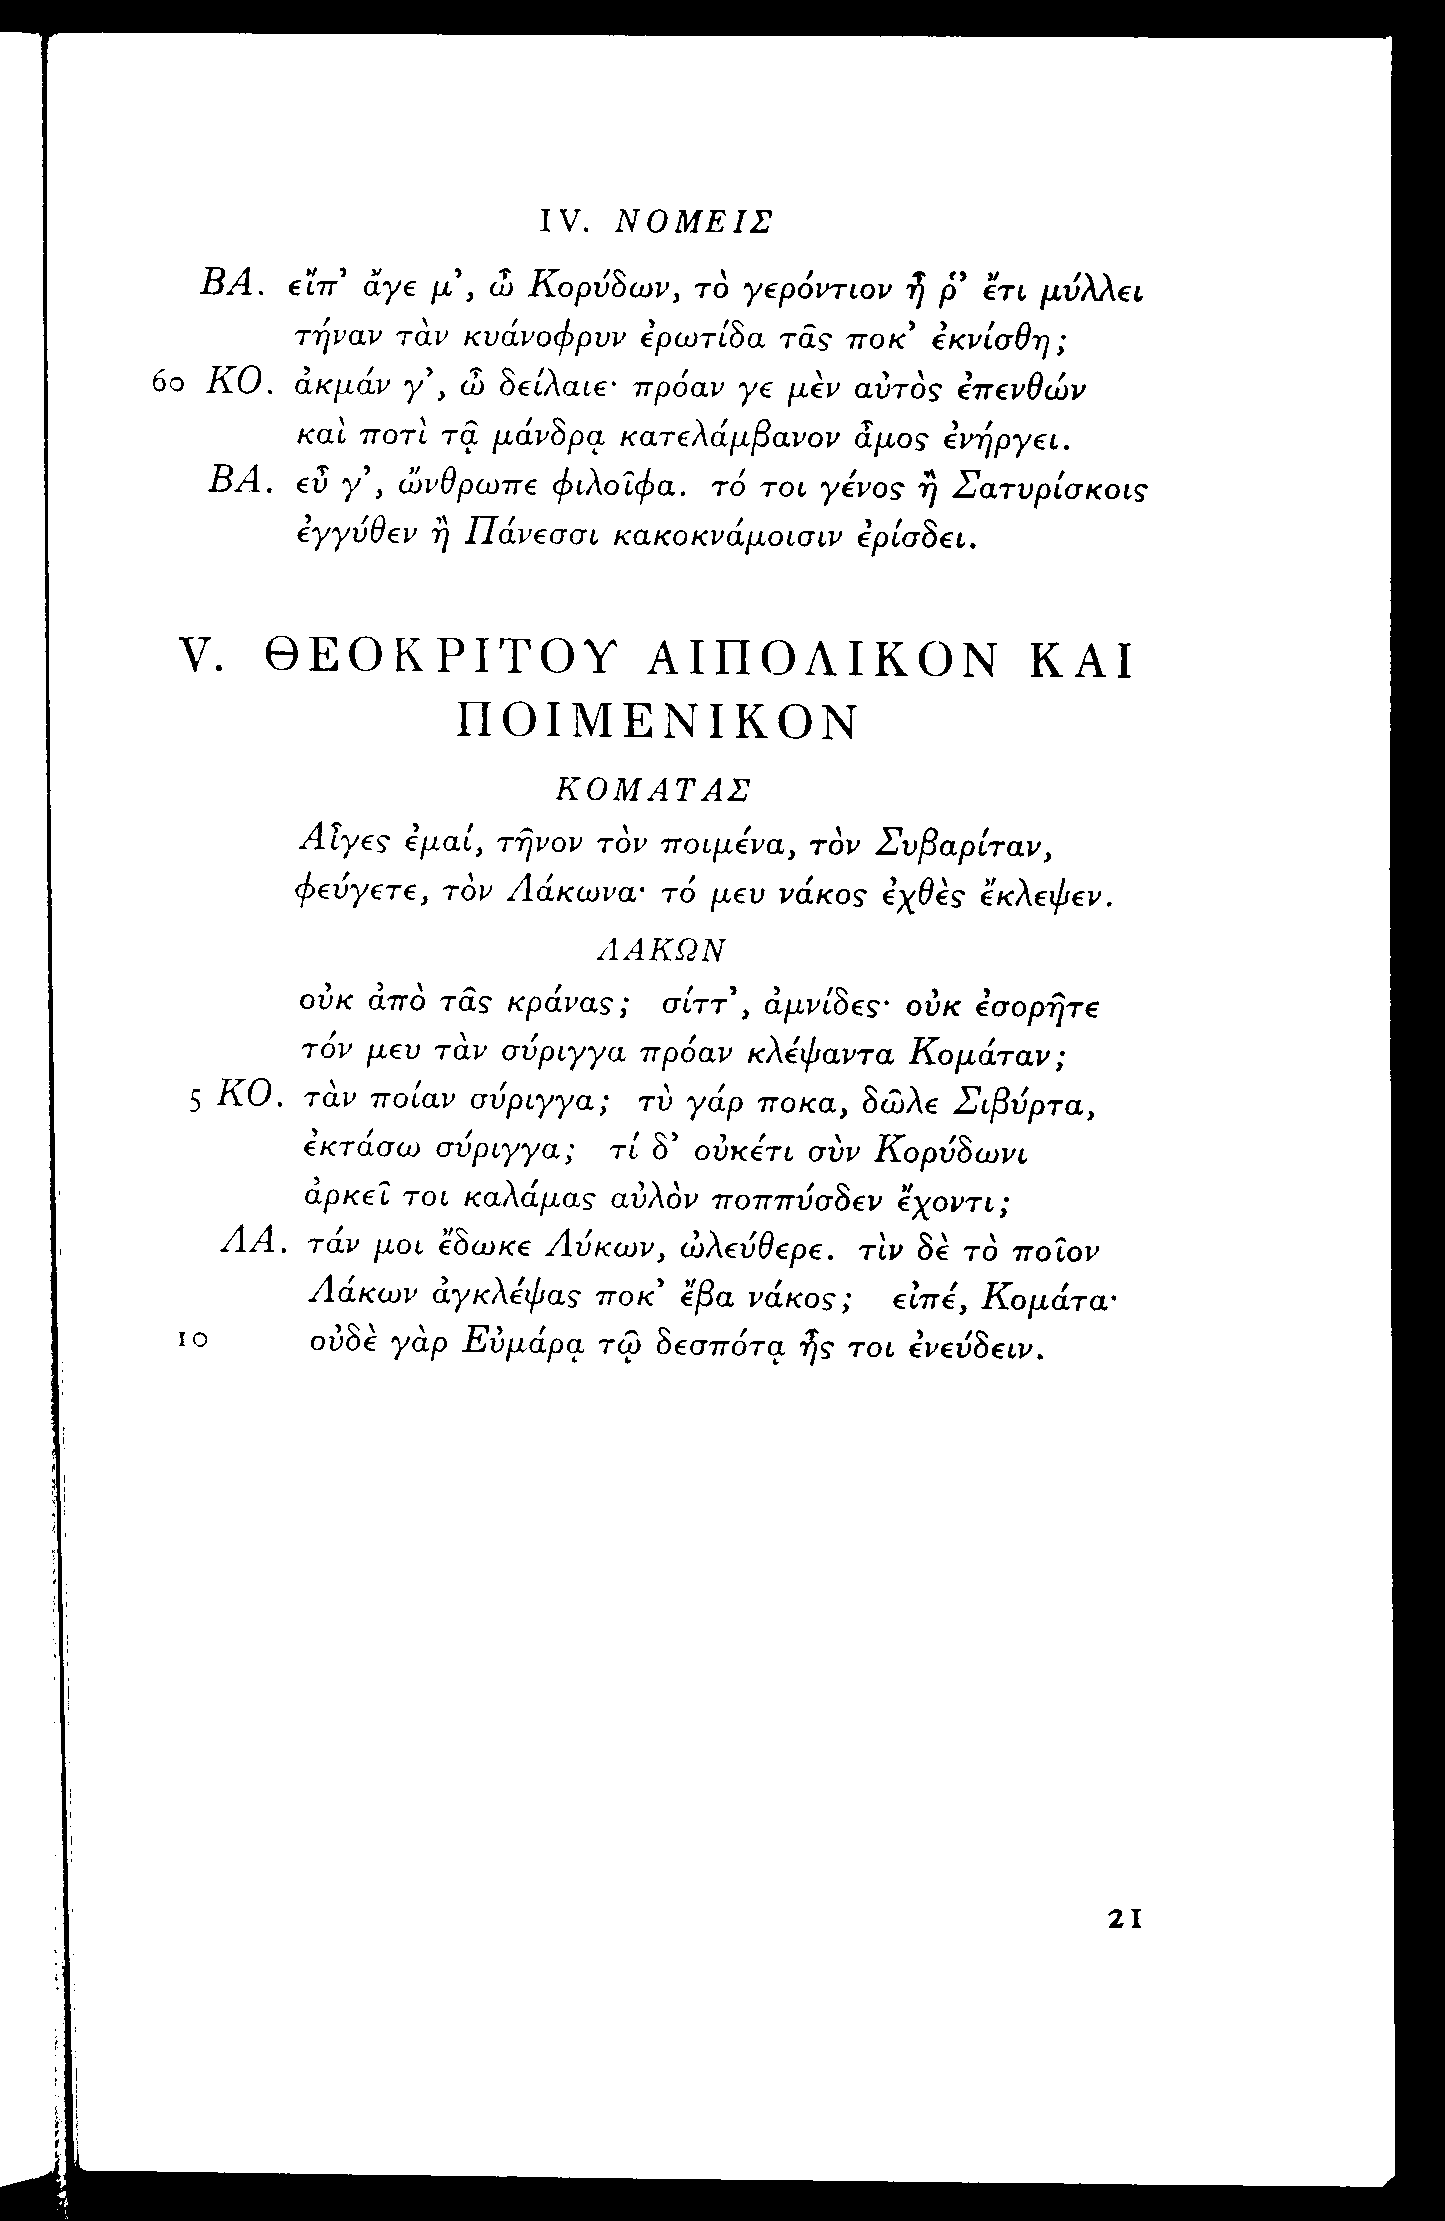 IV. ΝΟΜΕΙΣ
ΒΑ. εἴπ’ ἄγε μ’, ὦ Κορύδων, τὸ γερόντιον ἦ ῥ’ ἔτι μύλλει
τήναν τὰν κυάνοφρυν ἐρωτίδα τᾶς ποκ’ ἐκνίσθη;
60 ΚΟ. ἀκμάν γ’, ὦ δείλαιε· πρόαν γε μὲν αὐτὸς ἐπενθών
καὶ ποτὶ τᾷ μάνδρᾳ κατελάμβανον ἆμος ἐνήργει.
ΒΑ. εὖ γ’, ὤνθρωπε φιλοῖφα. τό τοι γένος ἢ Σατυρίσκοις
ἐγγύθεν ἢ Πάνεσσι κακοκνάμοισιν ἐρίσδει.
V. ΘΕΟΚΡΙΤΟΥ ΑΙΠΟΛΙΚΟΝ ΚΑΙ
ΠΟΙΜΕΝΙΚΟΝ
ΚΟΜΑΤΑΣ
Αἶγες ἐμαί, τῆνον τὸν ποιμένα, τὸν Συβαρίταν,
φεύγετε, τὸν Λάκωνα· τό μευ νάκος ἐχθὲς ἔκλεψεν.
ΛΑΚΩΝ
οὐκ ἀπὸ τᾶς κράνας; σίττ’, ἀμνίδες· οὐκ ἐσορῆτε
τόν μευ τὰν σύριγγα πρόαν κλέψαντα Κομάταν;
5 ΚΟ. τὰν ποίαν σύριγγα; τὺ γάρ ποκα, δῶλε Σιβύρτα,
ἐκτάσω σύριγγα; τί δ’ οὐκέτι σὺν Κορύδωνι
ἀρκεῖ τοι καλάμας αὐλὸν ποππύσδεν ἔχοντι;
ΛΑ. τάν μοι ἔδωκε Λύκων, ὠλεύθερε. τὶν δὲ τὸ ποῖον
Λάκων ἀγκλέψας ποκ’ ἔβα νάκος; εἰπέ, Κομάτα·
10 οὐδὲ γὰρ Εὐμάρᾳ τῷ δεσπότᾳ ἦς τοι ἐνεύδειν.
21